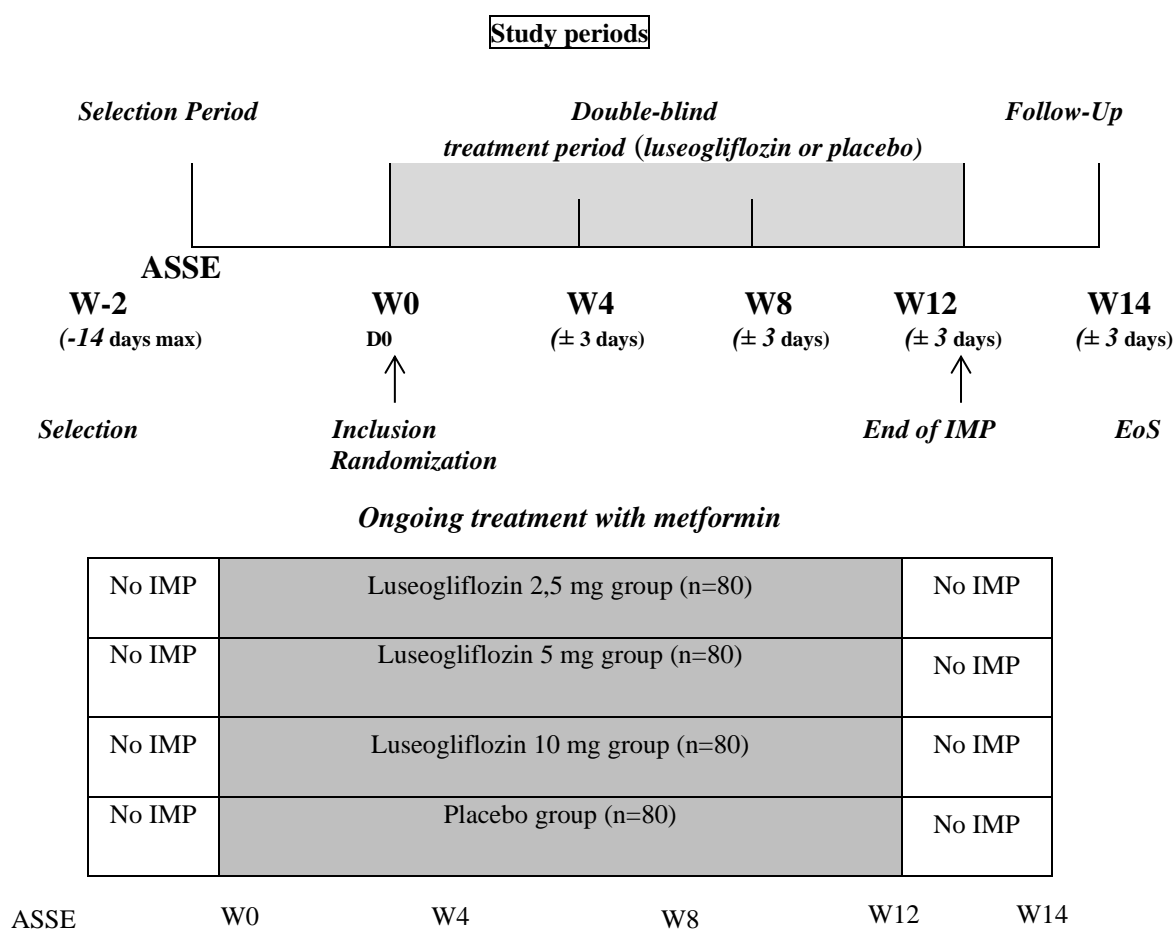 Study periods
Selection Period Double-blind Follow-Up
treatment period (luseogliflozin or placebo)
ASSE
W-2 W0 W4 W8 W12 W14
(-14 days max) D0 (± 3 days) (± 3 days) (± 3 days) (± 3 days)
Selection Inclusion End of IMP EoS
Randomization
Ongoing treatment with metformin
No IMP Luseogliflozin 2,5 mg group (n=80) No IMP
No IMP Luseogliflozin 5 mg group (n=80) No IMP
No IMP Luseogliflozin 10 mg group (n=80) No IMP
No IMP Placebo group (n=80) No IMP
ASSE W0 W4 W8 W12 W14